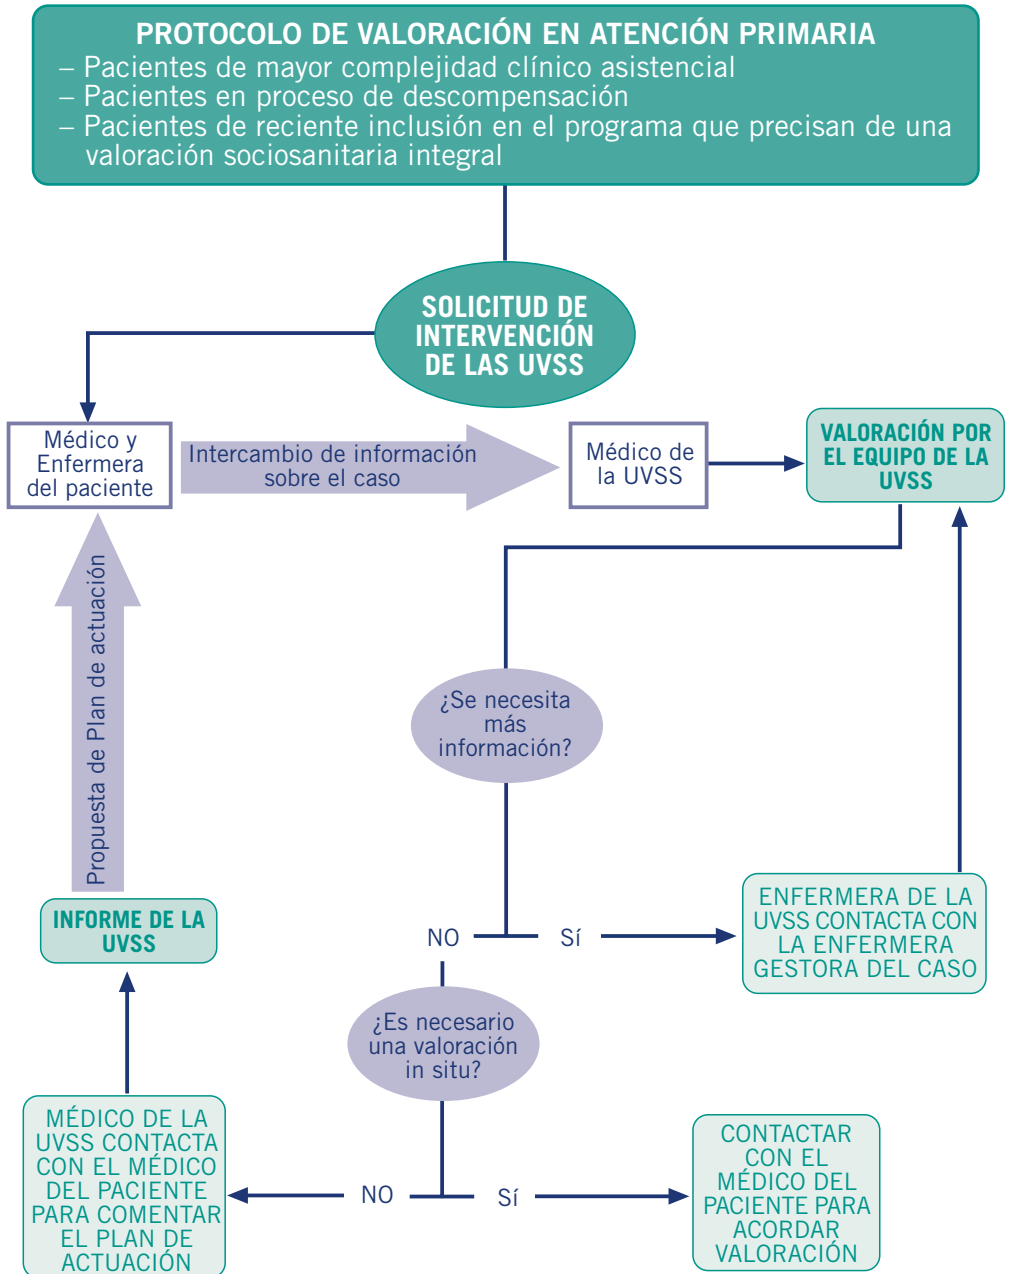 PROTOCOLO DE VALORACIÓN EN ATENCIÓN PRIMARIA
– Pacientes de mayor complejidad clínico asistencial
– Pacientes en proceso de descompensación
– Pacientes de reciente inclusión en el programa que precisan de una
valoración sociosanitaria integral
SOLICITUD DE
INTERVENCIÓN
DE LAS UVSS
Médico y
Enfermera
del paciente
Intercambio de información
sobre el caso
Médico de
la UVSS
VALORACIÓN POR
EL EQUIPO DE LA
UVSS
Propuesta de Plan de actuación
¿Se necesita
más
información?
INFORME DE LA
UVSS
NO
Sí
ENFERMERA DE LA
UVSS CONTACTA CON
LA ENFERMERA
GESTORA DEL CASO
¿Es necesario
una valoración
in situ?
MÉDICO DE LA
UVSS CONTACTA
CON EL MÉDICO
DEL PACIENTE
PARA COMENTAR
EL PLAN DE
ACTUACIÓN
NO
Sí
CONTACTAR
CON EL
MÉDICO DEL
PACIENTE PARA
ACORDAR
VALORACIÓN